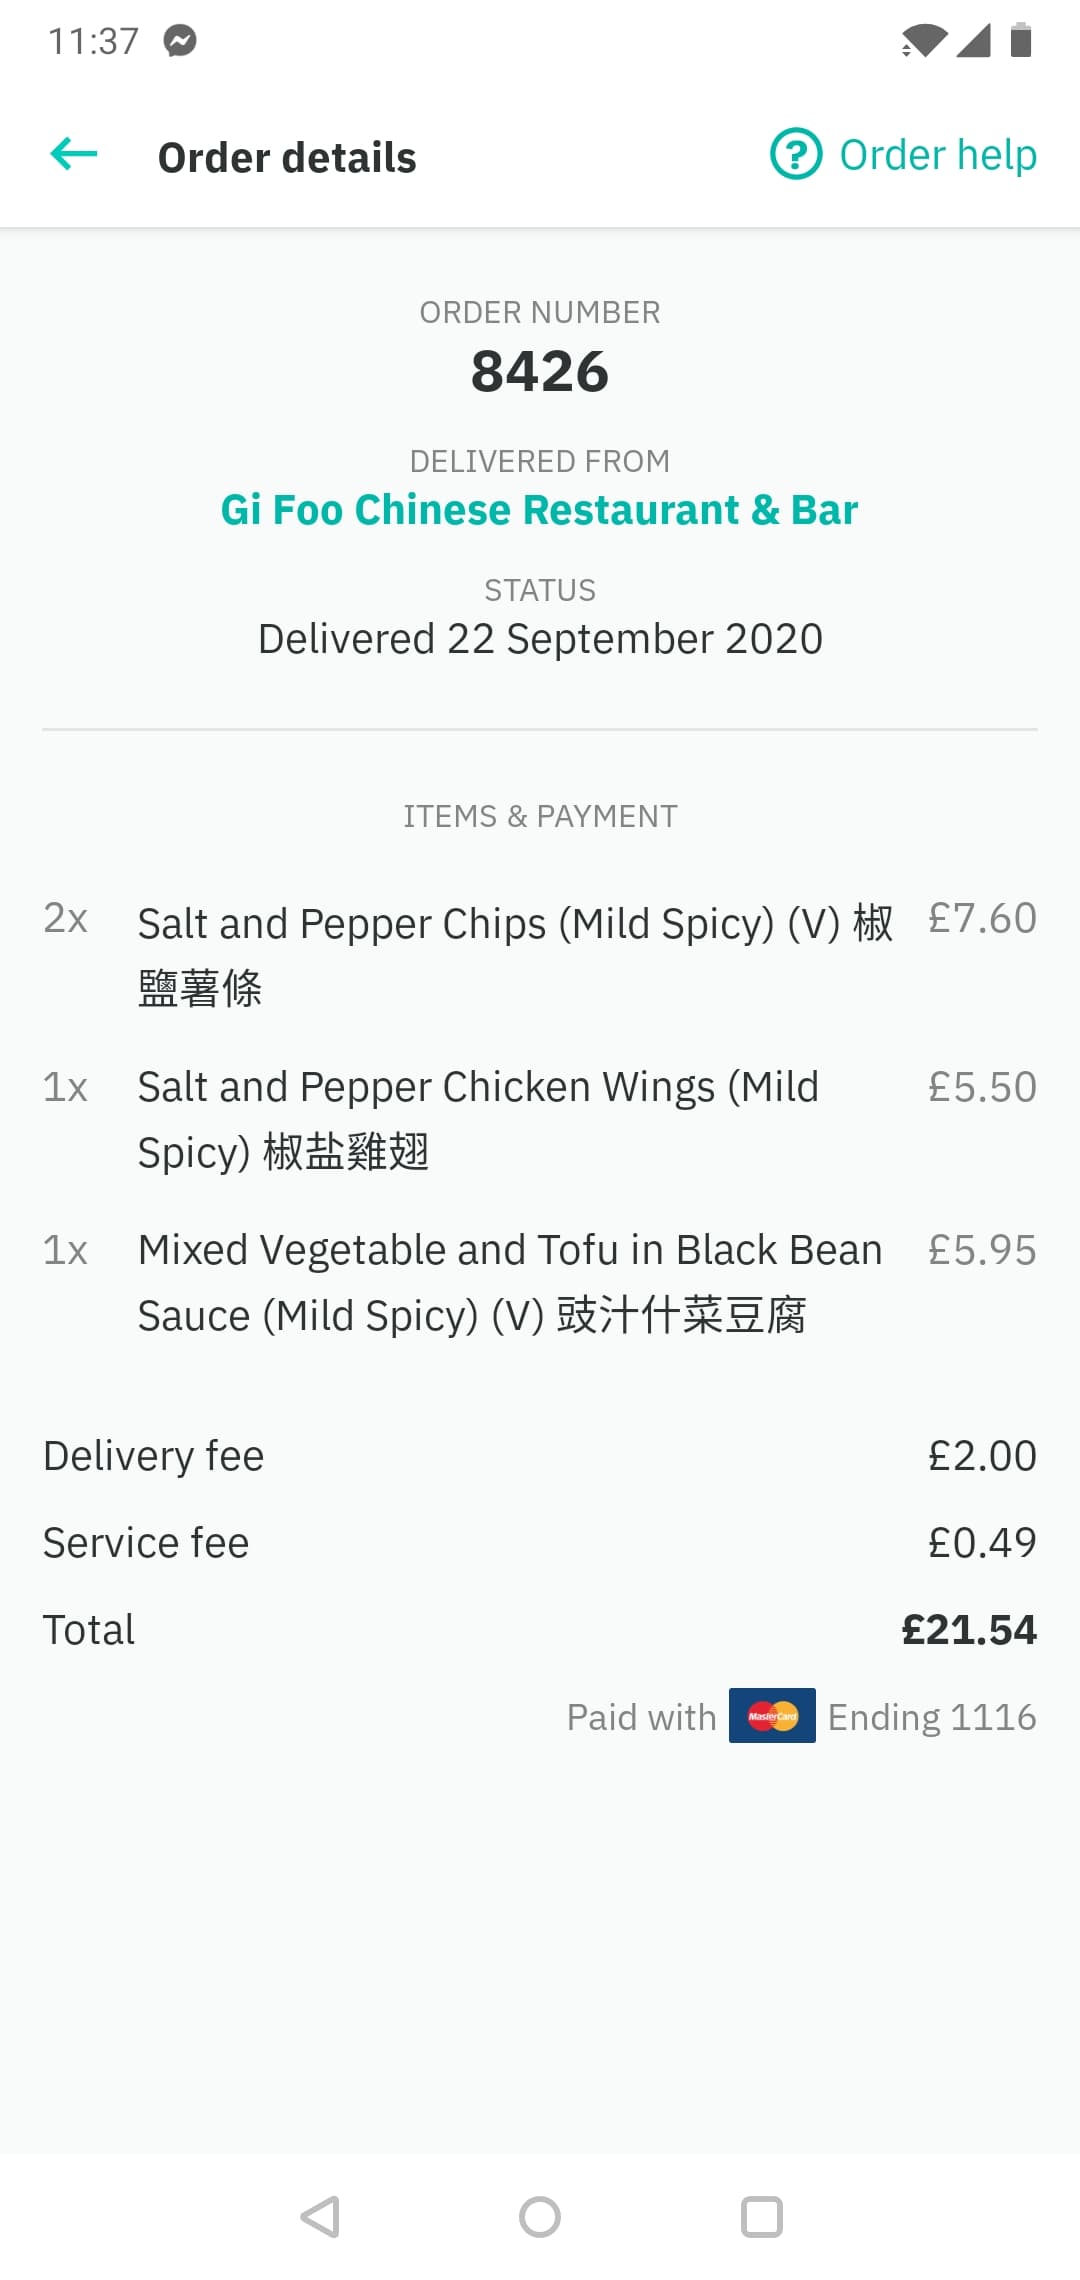 11:37
Order details
Order help
ORDER NUMBER
8426
DELIVERED FROM
Gi Foo Chinese Restaurant & Bar
STATUS
Delivered 22 September 2020
ITEMS & PAYMENT
2x Salt and Pepper Chips (Mild Spicy) (V) 椒 £7.60
鹽薯條
1x Salt and Pepper Chicken Wings (Mild £5.50
Spicy) 椒盐雞翅
1x Mixed Vegetable and Tofu in Black Bean £5.95
Sauce (Mild Spicy) (V) 豉汁什菜豆腐
Delivery fee £2.00
Service fee £0.49
Total £21.54
Paid with MasterCard Ending 1116